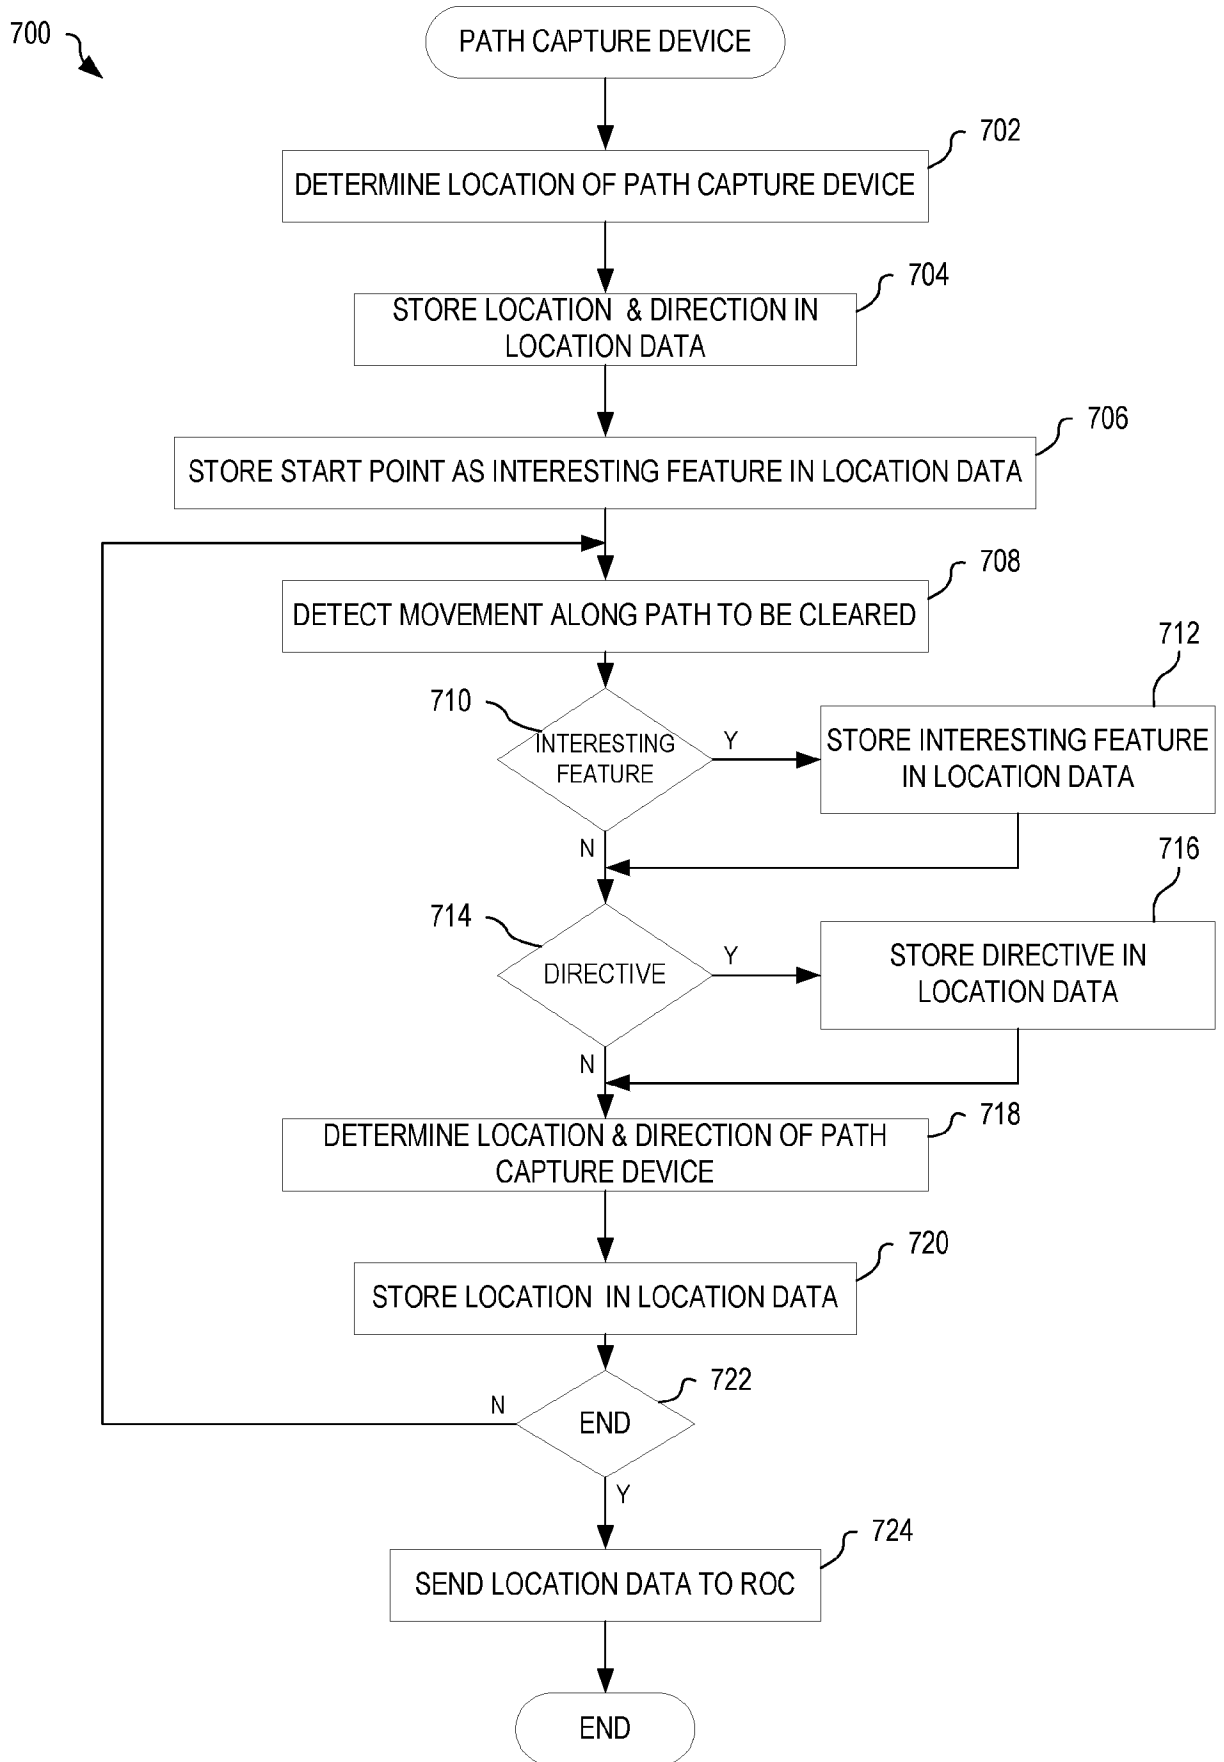 700
PATH CAPTURE DEVICE
702
DETERMINE LOCATION OF PATH CAPTURE DEVICE
704
STORE LOCATION & DIRECTION IN
LOCATION DATA
706
STORE START POINT AS INTERESTING FEATURE IN LOCATION DATA
708
DETECT MOVEMENT ALONG PATH TO BE CLEARED
710
INTERESTING
FEATURE
Y
712
STORE INTERESTING FEATURE
IN LOCATION DATA
N
714
DIRECTIVE
Y
716
STORE DIRECTIVE IN
LOCATION DATA
N
718
DETERMINE LOCATION & DIRECTION OF PATH
CAPTURE DEVICE
720
STORE LOCATION IN LOCATION DATA
722
N
END
Y
724
SEND LOCATION DATA TO ROC
END